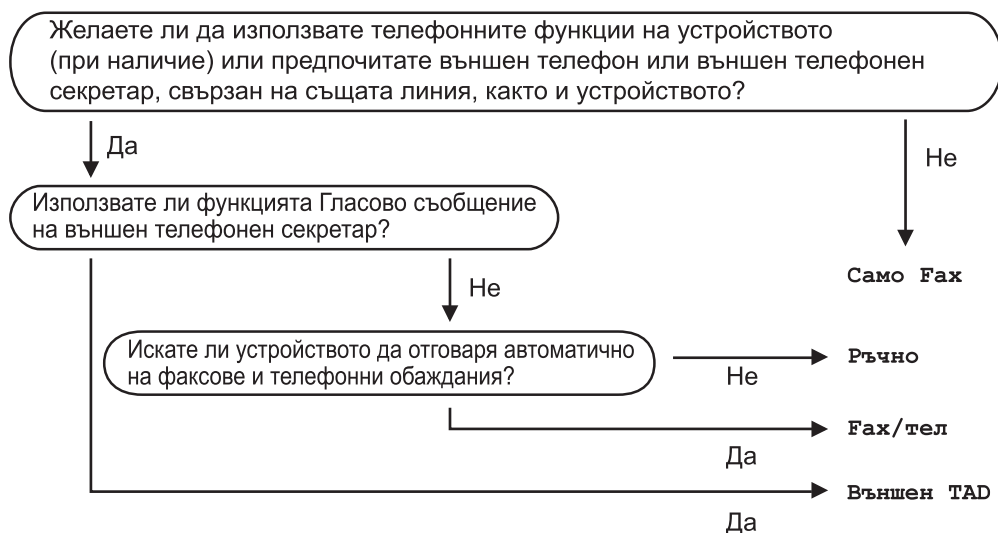 Желаете ли да използвате телефонните функции на устройството
(при наличие) или предпочитате външен телефон или външен телефонен
секретар, свързан на същата линия, както и устройството?
Да
Не
Използвате ли функцията Гласово съобщение
на външен телефонен секретар?
Само Fax
Не
Искате ли устройството да отговаря автоматично
на факсове и телефонни обаждания?
Не
Ръчно
Fax/тел
Да
Външен TAD
Да